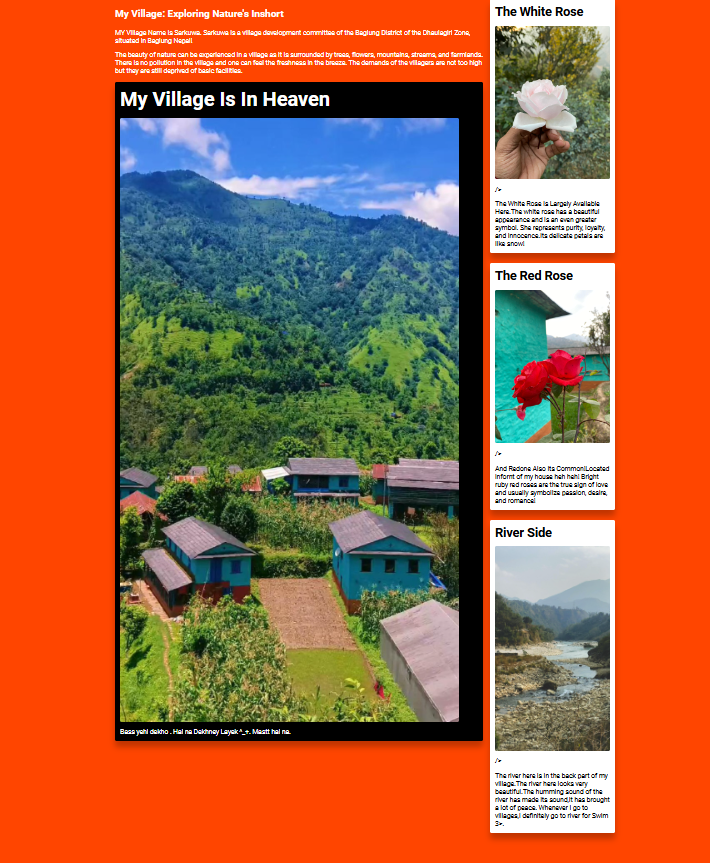 My Village: Exploring Nature's Inshort
MY Village Name Is Sarkuwa. Sarkuwa is a village development committee of the Baglung District of the Dhaulagiri Zone,
situated in Baglung Nepal!
The beauty of nature can be experienced in a village as it is surrounded by trees, flowers, mountains, streams, and farmlands.
There is no pollution in the village and one can feel the freshness in the breeze. The demands of the villagers are not too high
but they are still deprived of basic facilities.
My Village Is In Heaven
Bass yehi dekho . Hai na Dekhney Layek ^_+. Mastt hai na.
The White Rose
/>
The White Rose Is Largely Available
Here.The white rose has a beautiful
appearance and is an even greater
symbol. She represents purity, loyalty,
and innocence.Its delicate petals are
like snow!
The Red Rose
/>
And Redone Also Its Common!Located
infornt of my house heh heh! Bright
ruby red roses are the true sign of love
and usually symbolize passion, desire,
and romance!
River Side
/>
The river here is in the back part of my
village.The river here looks very
beautiful.The humming sound of the
river has made its sound,it has brought
a lot of peace. Whenever I go to
villages,I definitely go to river for Swim
3>.